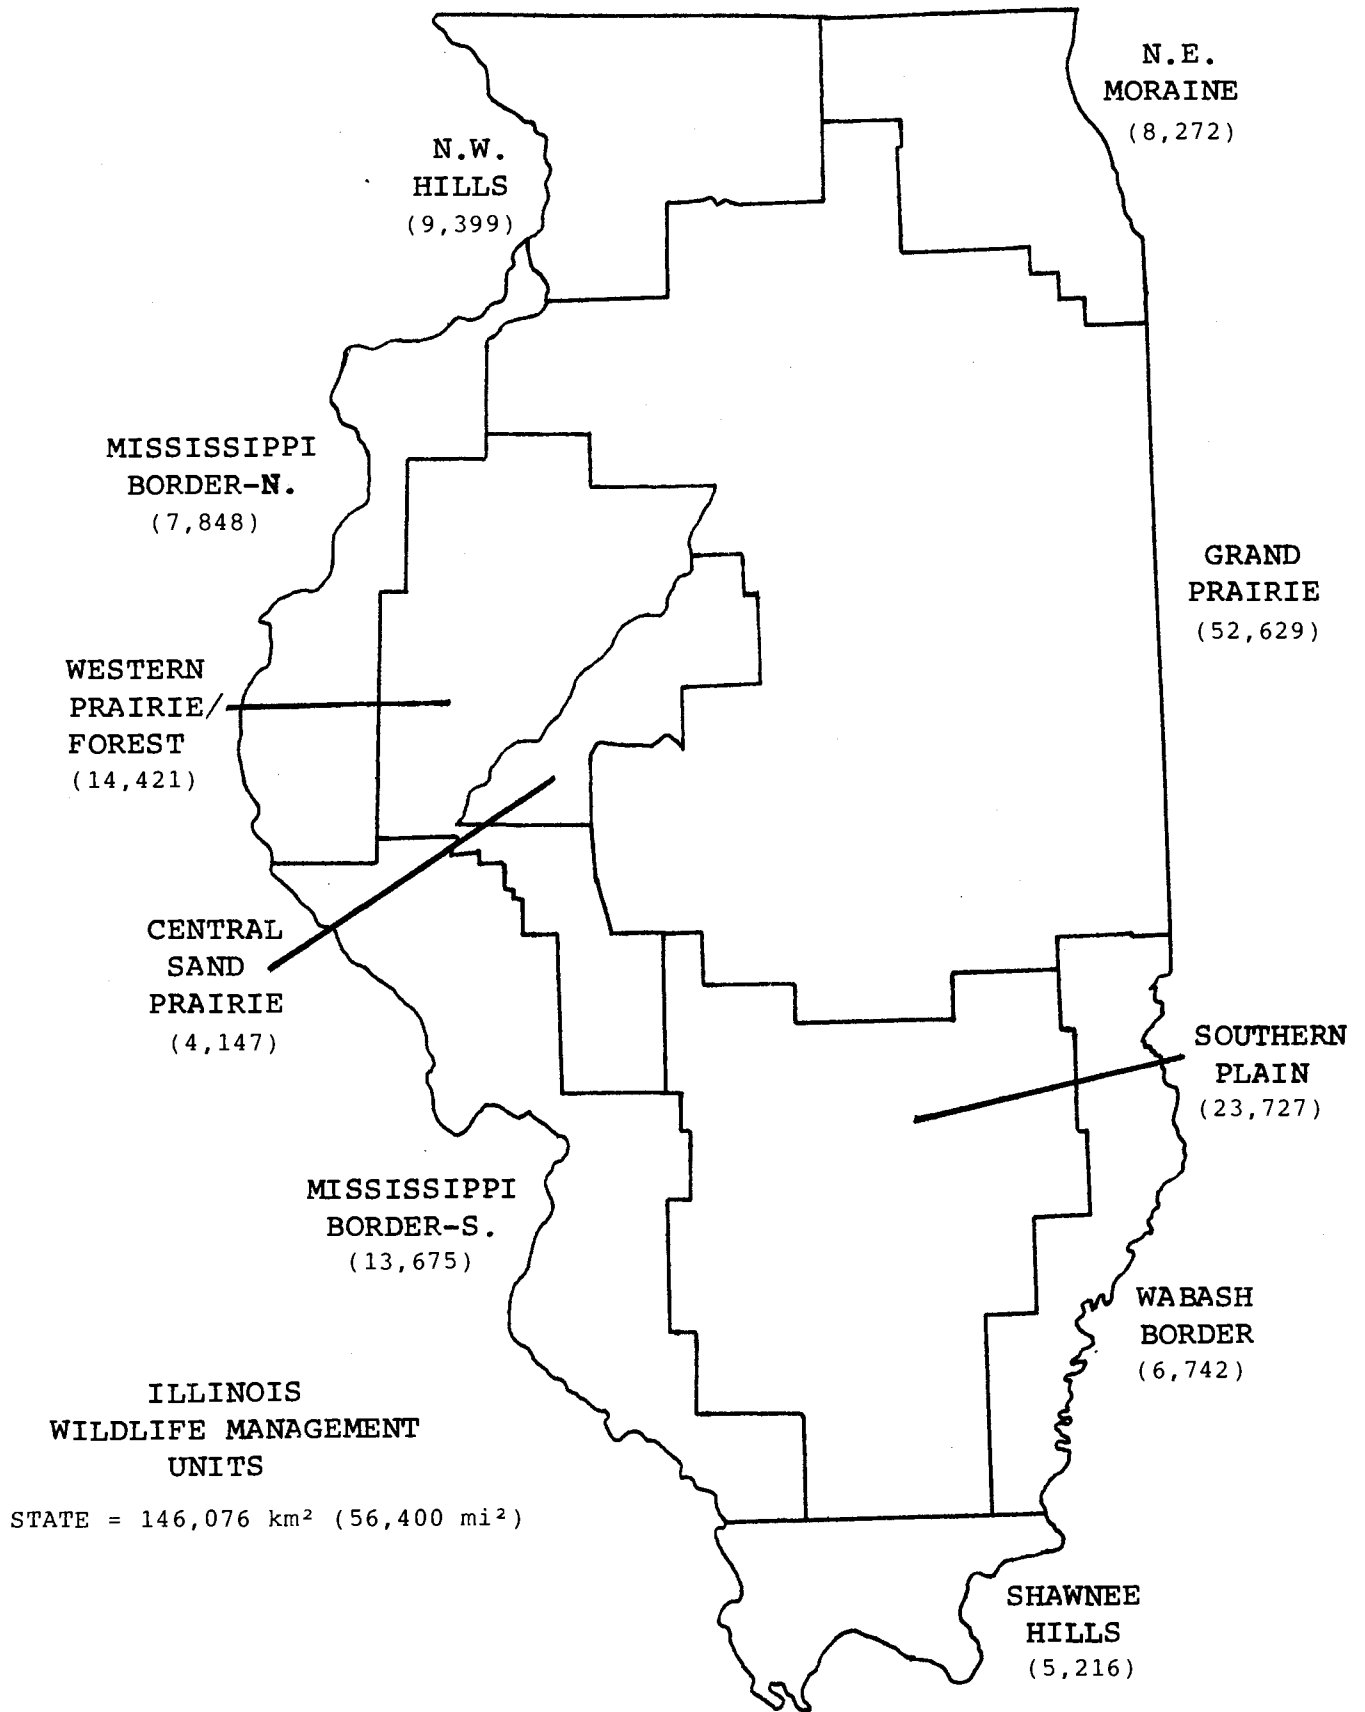 N.E.
MORAINE
(8,272)
N.W.
HILLS
(9,399)
MISSISSIPPI
BORDER-N.
(7,848)
GRAND
PRAIRIE
(52,629)
WESTERN
PRAIRIE/
FOREST
(14,421)
CENTRAL
SAND
PRAIRIE
(4,147)
SOUTHERN
PLAIN
(23,727)
MISSISSIPPI
BORDER-S.
(13,675)
WABASH
BORDER
(6,742)
ILLINOIS
WILDLIFE MANAGEMENT
UNITS
STATE = 146,076 km² (56,400 mi²)
SHAWNEE
HILLS
(5,216)